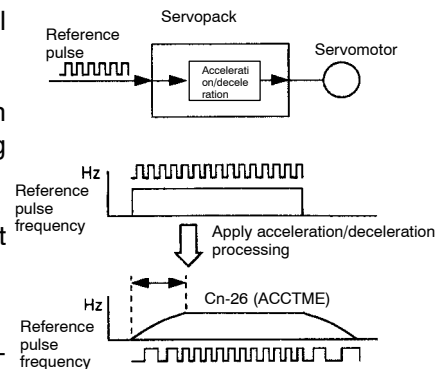 Servopack
Reference
pulse
Servomotor
Accelerati
on/decele
ration
l
n
g
Hz
Reference
pulse
frequency
t
Apply acceleration/deceleration
processing
Cn-26 (ACCTME)
Hz
Reference
pulse
frequency
-